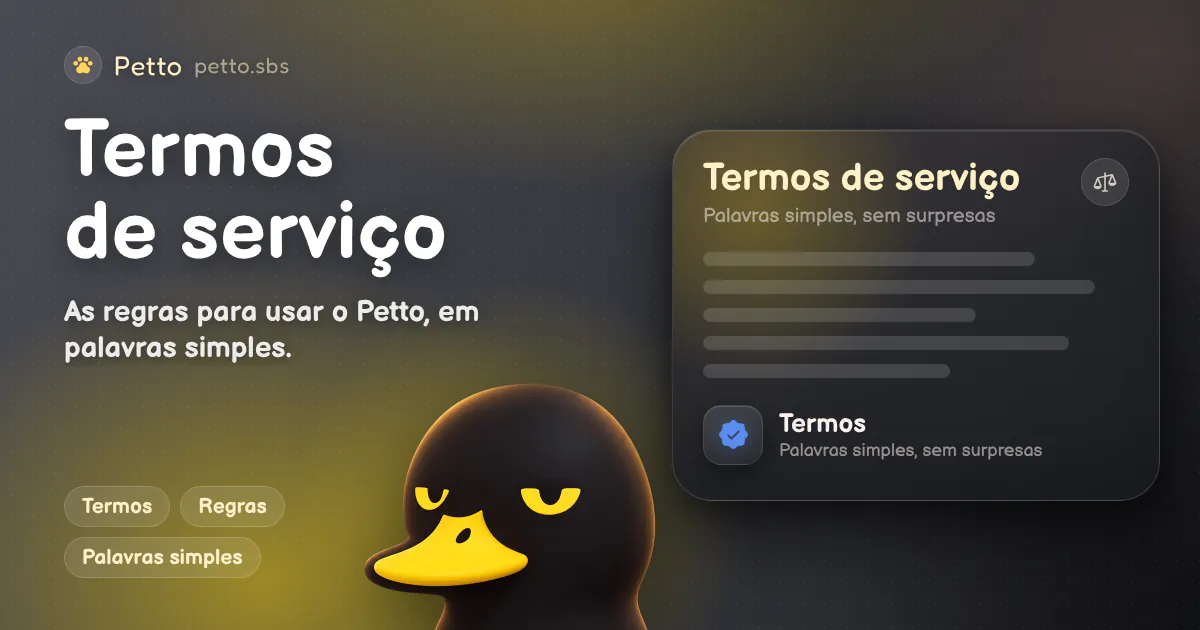 Petto petto.sbs
Termos
de serviço
As regras para usar o Petto, em
palavras simples.
Termos Regras
Palavras simples
Termos de serviço
Palavras simples, sem surpresas
Termos
Palavras simples, sem surpresas